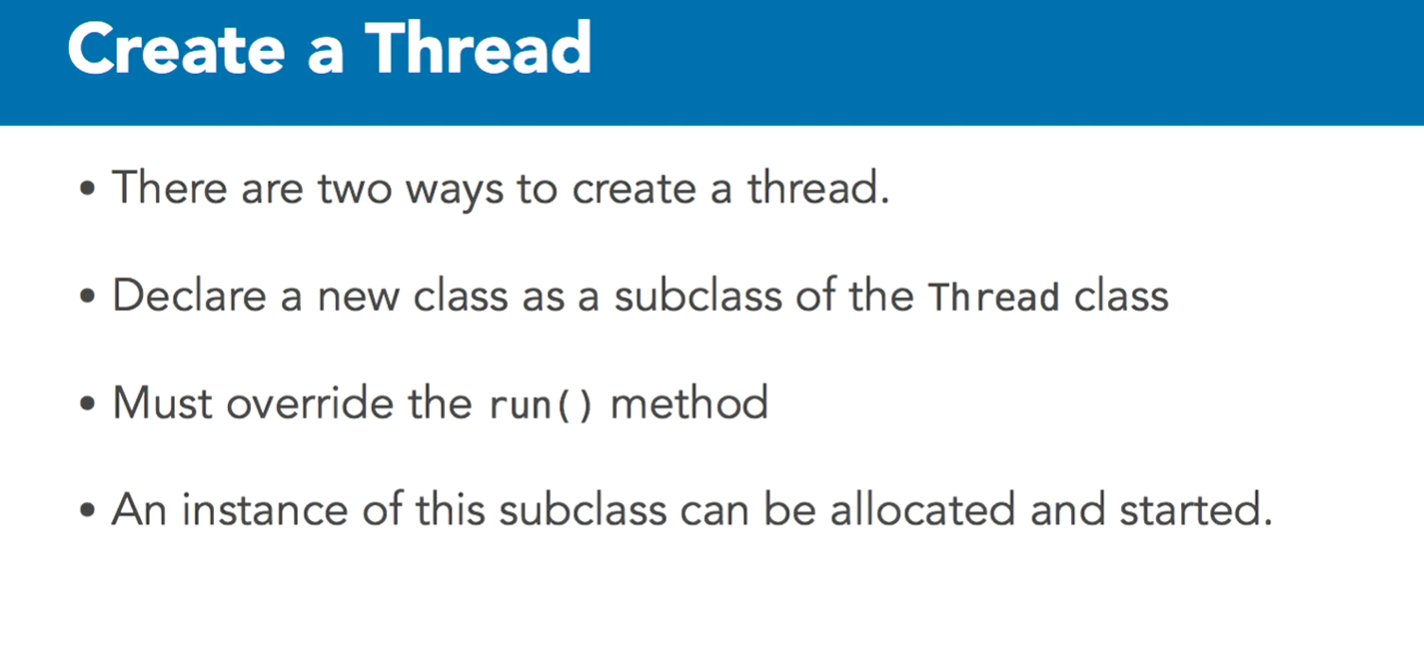 Create a Thread
• There are two ways to create a thread.
• Declare a new class as a subclass of the Thread class
• Must override the run() method
• An instance of this subclass can be allocated and started.